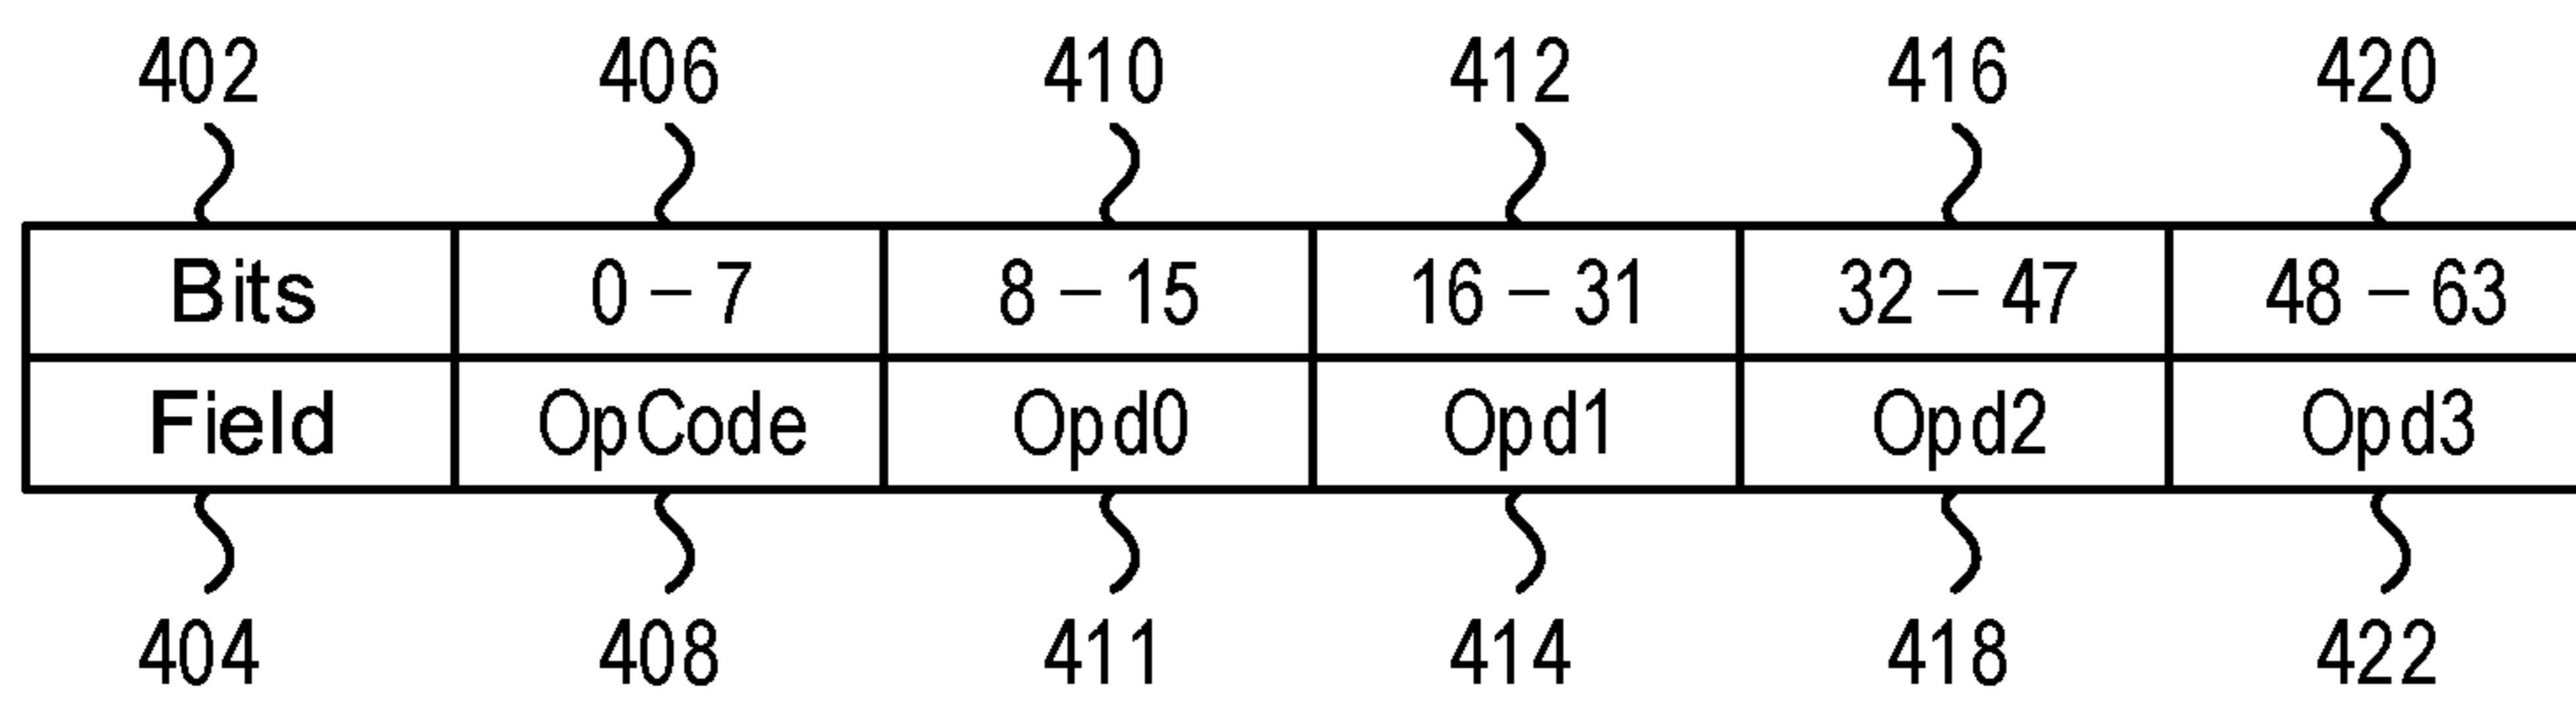 402 406 410 412 416 420
Bits 0 – 7 8 – 15 16 – 31 32 – 47 48 – 63
Field OpCode Opd0 Opd1 Opd2 Opd3
404 408 411 414 418 422